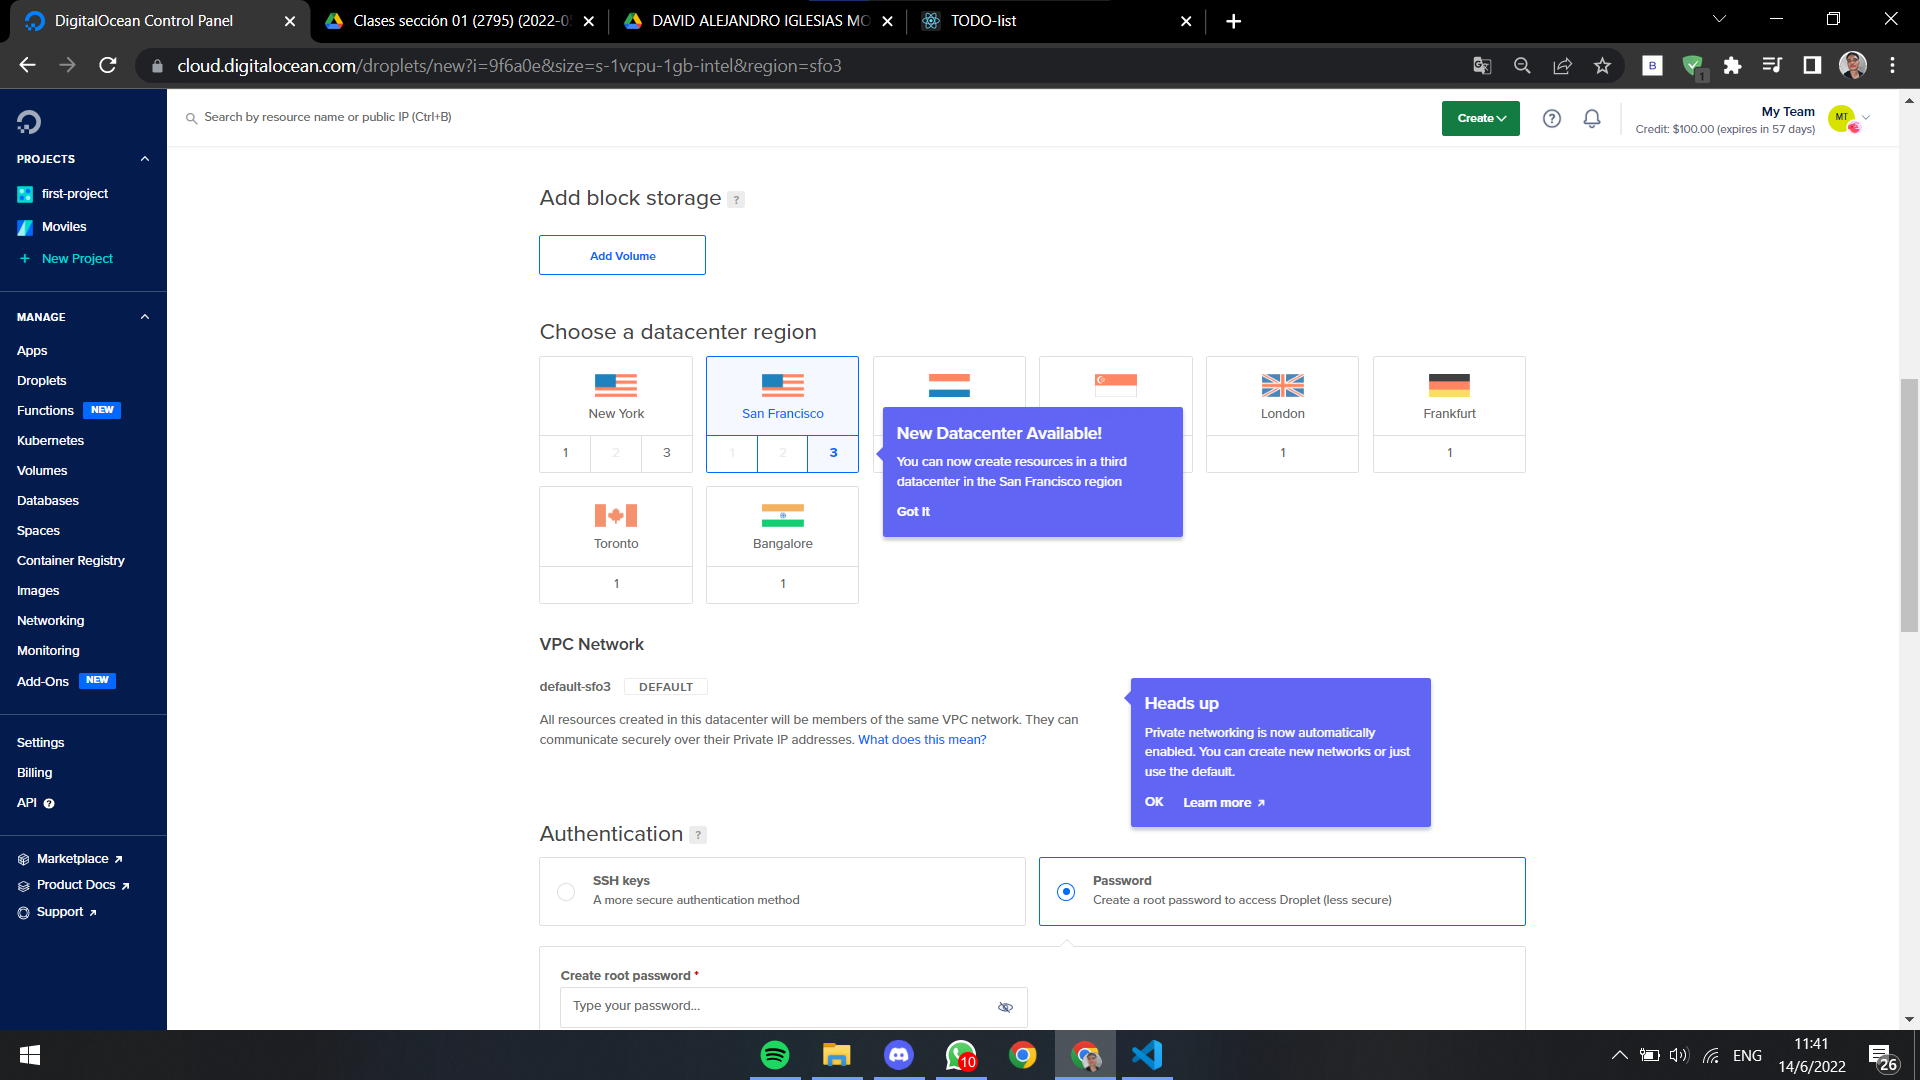 DigitalOcean Control Panel
Clases sección 01 (2795) (2022-05
DAVID ALEJANDRO IGLESIAS MO
TODO-list
cloud.digitalocean.com/droplets/new?i=9f6a0e&size=s-1vcpu-1gb-intel&region=sfo3
B
1
Search by resource name or public IP (Ctrl+B)
Create
?
My Team
Credit: $100.00 (expires in 57 days)
MT
PROJECTS
first-project
Moviles
+ New Project
MANAGE
Apps
Droplets
Functions NEW
Kubernetes
Volumes
Databases
Spaces
Container Registry
Images
Networking
Monitoring
Add-Ons NEW
Settings
Billing
API ?
Marketplace
Product Docs
Support
Add block storage ?
Add Volume
Choose a datacenter region
New York
1 2 3
San Francisco
1 2 3
London
1
Frankfurt
1
New Datacenter Available!
You can now create resources in a third
datacenter in the San Francisco region
Got It
Toronto
1
Bangalore
1
VPC Network
default-sfo3 DEFAULT
All resources created in this datacenter will be members of the same VPC network. They can
communicate securely over their Private IP addresses. What does this mean?
Heads up
Private networking is now automatically
enabled. You can create new networks or just
use the default.
OK Learn more
Authentication ?
SSH keys
A more secure authentication method
Password
Create a root password to access Droplet (less secure)
Create root password *
Type your password...
10
ENG
11:41
14/6/2022
26